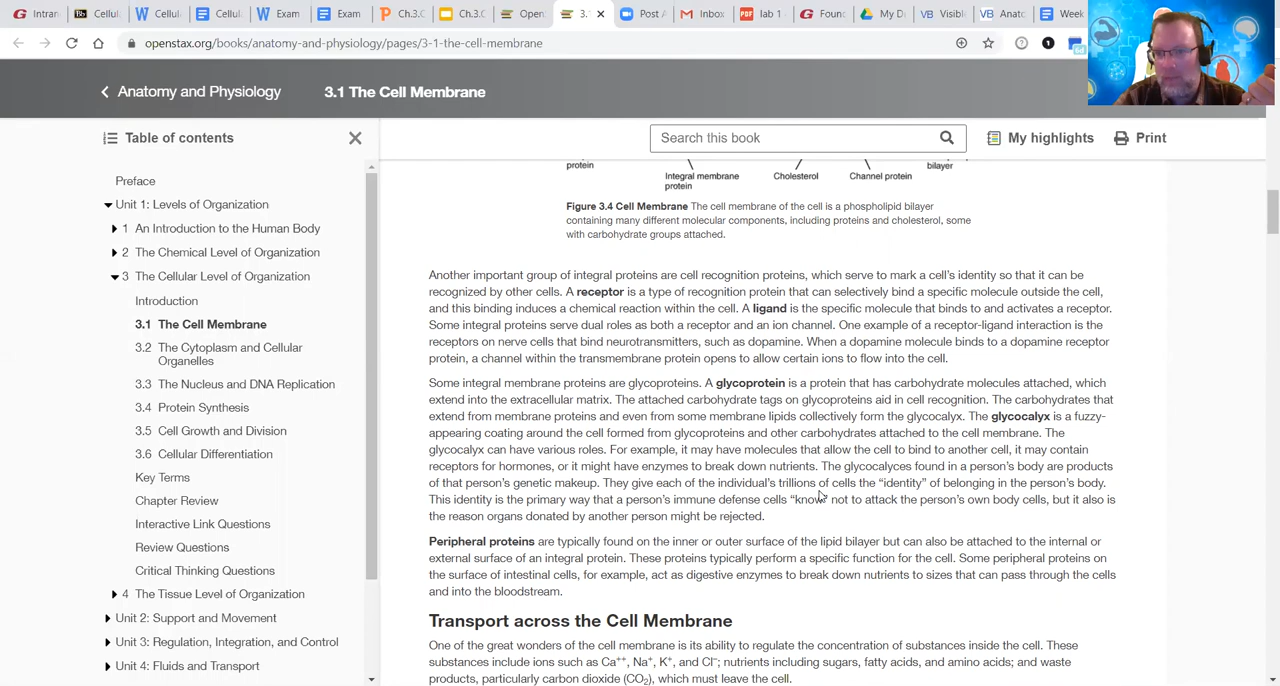 Intran
Cellul
Cellul
Cellul
Exam
Exam
Ch.3.C
Ch.3.C
Open
3.1
Post A
Inbox
PDF
lab 1
Foun
My D
VB
Visibl
VB
Anato
Week
openstax.org/books/anatomy-and-physiology/pages/3-1-the-cell-membrane
Anatomy and Physiology
3.1 The Cell Membrane
Table of contents
Search this book
My highlights
Print
Preface
Unit 1: Levels of Organization
1 An Introduction to the Human Body
2 The Chemical Level of Organization
3 The Cellular Level of Organization
Introduction
3.1 The Cell Membrane
3.2 The Cytoplasm and Cellular
Organelles
3.3 The Nucleus and DNA Replication
3.4 Protein Synthesis
3.5 Cell Growth and Division
3.6 Cellular Differentiation
Key Terms
Chapter Review
Interactive Link Questions
Review Questions
Critical Thinking Questions
4 The Tissue Level of Organization
Unit 2: Support and Movement
Unit 3: Regulation, Integration, and Control
Unit 4: Fluids and Transport
protein
Integral membrane
protein
Cholesterol
Channel protein
bilayer
Figure 3.4 Cell Membrane The cell membrane of the cell is a phospholipid bilayer
containing many different molecular components, including proteins and cholesterol, some
with carbohydrate groups attached.
Another important group of integral proteins are cell recognition proteins, which serve to mark a cell's identity so that it can be
recognized by other cells. A receptor is a type of recognition protein that can selectively bind a specific molecule outside the cell,
and this binding induces a chemical reaction within the cell. A ligand is the specific molecule that binds to and activates a receptor.
Some integral proteins serve dual roles as both a receptor and an ion channel. One example of a receptor-ligand interaction is the
receptors on nerve cells that bind neurotransmitters, such as dopamine. When a dopamine molecule binds to a dopamine receptor
protein, a channel within the transmembrane protein opens to allow certain ions to flow into the cell.
Some integral membrane proteins are glycoproteins. A glycoprotein is a protein that has carbohydrate molecules attached, which
extend into the extracellular matrix. The attached carbohydrate tags on glycoproteins aid in cell recognition. The carbohydrates that
extend from membrane proteins and even from some membrane lipids collectively form the glycocalyx. The glycocalyx is a fuzzy-
appearing coating around the cell formed from glycoproteins and other carbohydrates attached to the cell membrane. The
glycocalyx can have various roles. For example, it may have molecules that allow the cell to bind to another cell, it may contain
receptors for hormones, or it might have enzymes to break down nutrients. The glycocalyces found in a person's body are products
of that person's genetic makeup. They give each of the individual's trillions of cells the “identity” of belonging in the person's body.
This identity is the primary way that a person's immune defense cells “know” not to attack the person's own body cells, but it also is
the reason organs donated by another person might be rejected.
Peripheral proteins are typically found on the inner or outer surface of the lipid bilayer but can also be attached to the internal or
external surface of an integral protein. These proteins typically perform a specific function for the cell. Some peripheral proteins on
the surface of intestinal cells, for example, act as digestive enzymes to break down nutrients to sizes that can pass through the cells
and into the bloodstream.
Transport across the Cell Membrane
One of the great wonders of the cell membrane is its ability to regulate the concentration of substances inside the cell. These
substances include ions such as Ca⁺⁺, Na⁺, K⁺, and Cl⁻; nutrients including sugars, fatty acids, and amino acids; and waste
products, particularly carbon dioxide (CO₂), which must leave the cell.